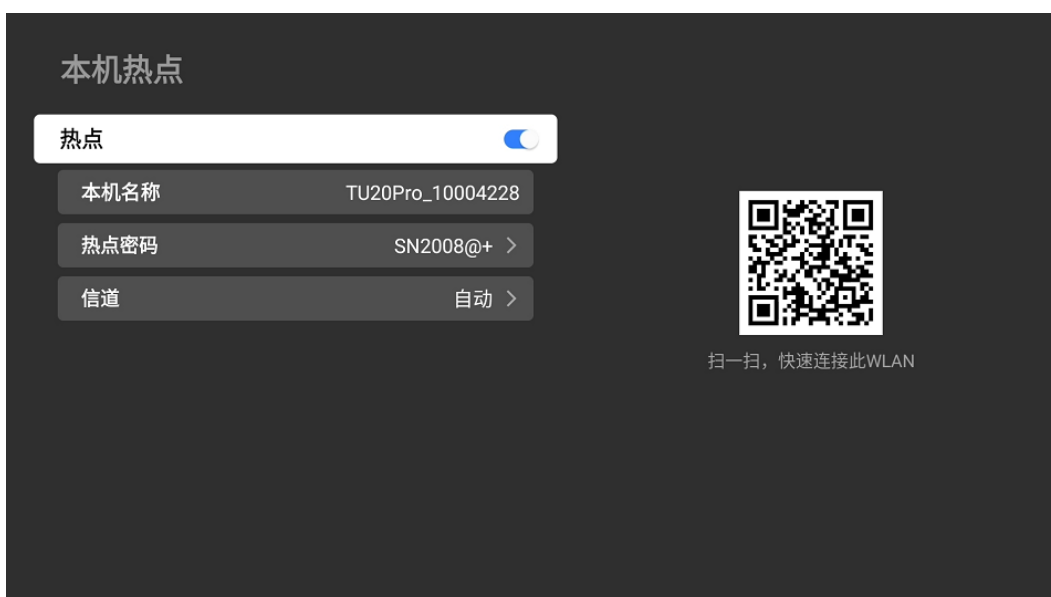 本机热点
热点
本机名称 TU20Pro_10004228
热点密码 SN2008@+
信道 自动
扫一扫，快速连接此WLAN